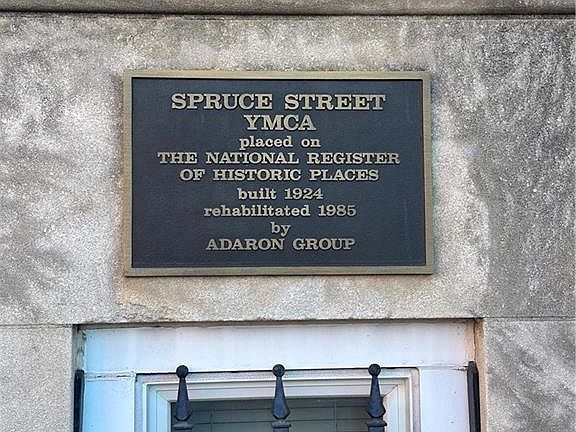 SPRUCE STREET
YMCA
placed on
THE NATIONAL REGISTER
OF HISTORIC PLACES
built 1924
rehabilitated 1985
by
ADARON GROUP